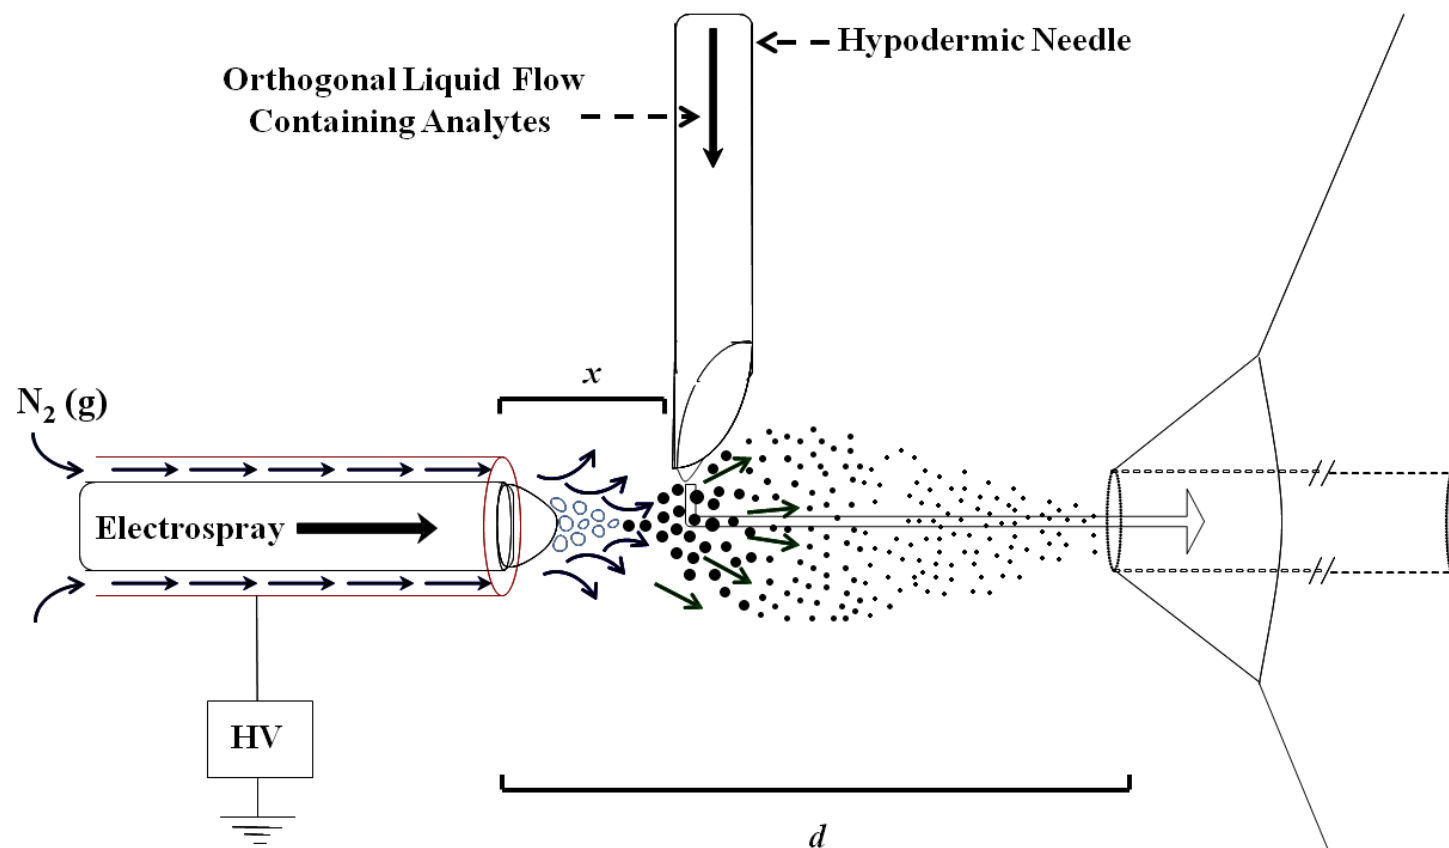 Hypodermic Needle
Orthogonal Liquid Flow
Containing Analytes
x
N₂ (g)
Electrospray
HV
d